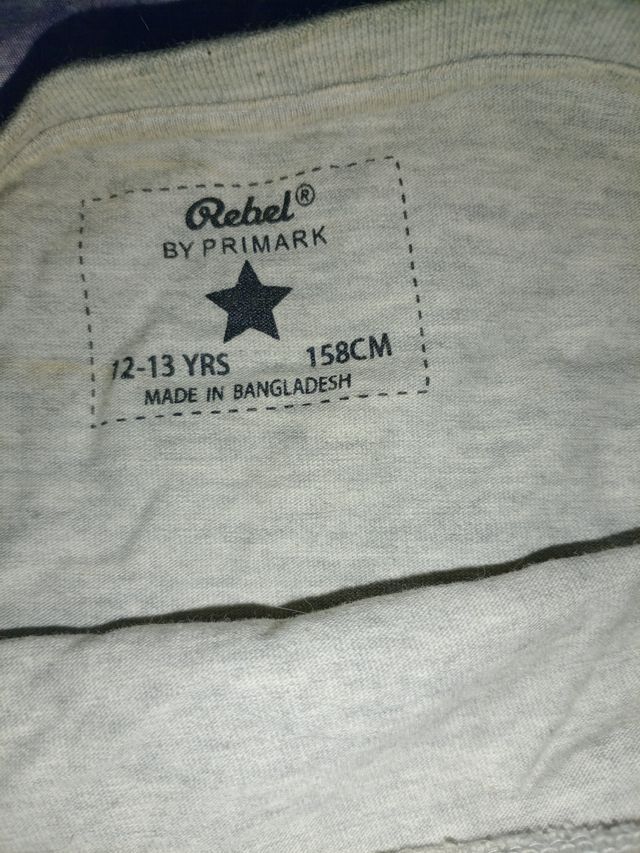 Rebel®
BY PRIMARK
12-13 YRS 158CM
MADE IN BANGLADESH